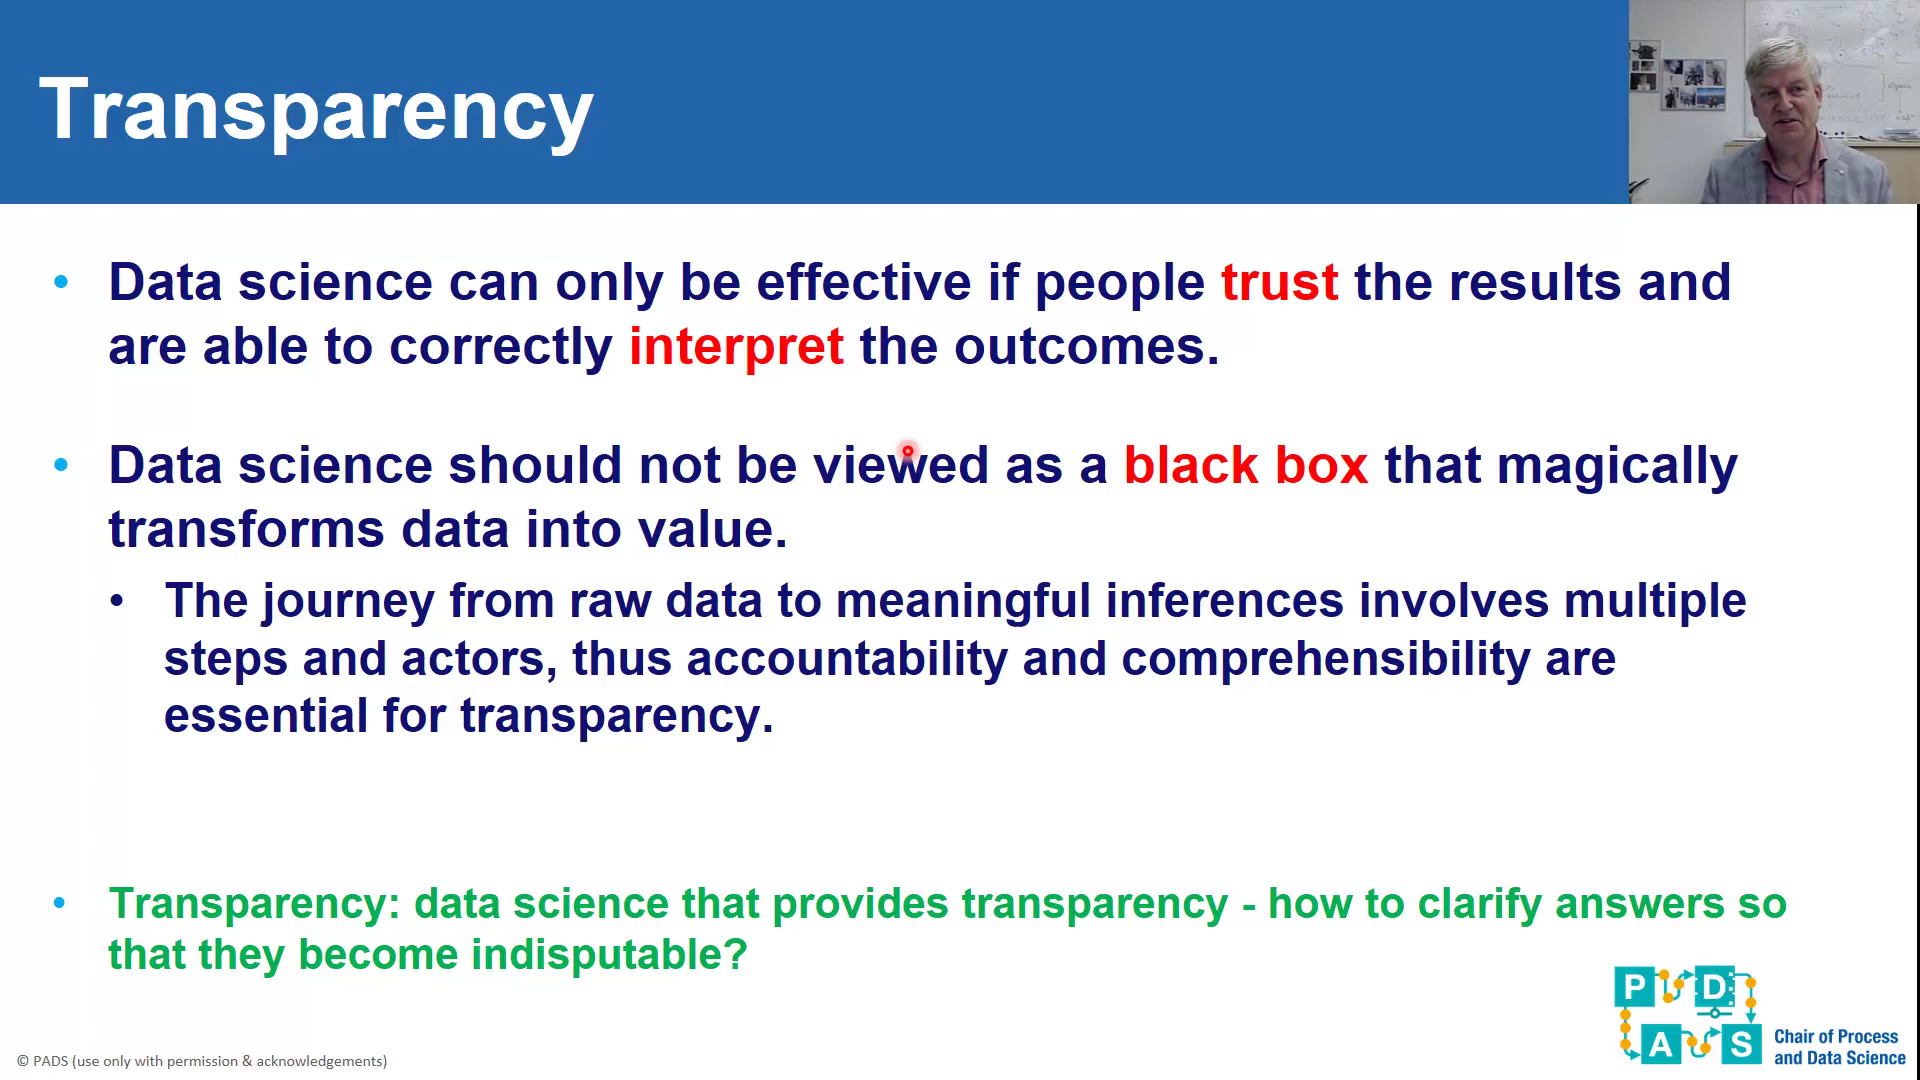 Transparency
• Data science can only be effective if people trust the results and
are able to correctly interpret the outcomes.
• Data science should not be viewed as a black box that magically
transforms data into value.
• The journey from raw data to meaningful inferences involves multiple
steps and actors, thus accountability and comprehensibility are
essential for transparency.
• Transparency: data science that provides transparency - how to clarify answers so
that they become indisputable?
P D
A S
Chair of Process
and Data Science
© PADS (use only with permission & acknowledgements)